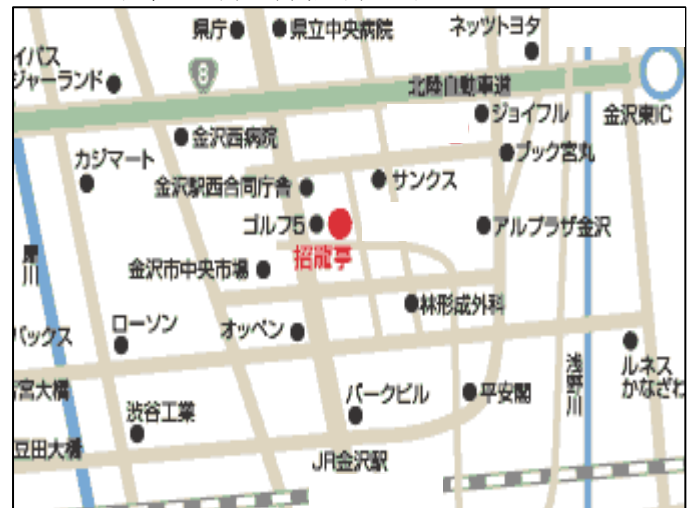 県庁
県立中央病院
ネッツトヨタ
イパス
ジャーランド
8
北陸自動車道
金沢東IC
ジョイフル
金沢西病院
ブック宮丸
カジマート
金沢駅西合同庁舎
サンクス
ゴルフ5
アルプラザ金沢
招龍亭
犀川
金沢市中央市場
林形成外科
ローソン
オッペン
バックス
浅野川
ルネス
かなざわ
宮大橋
パークビル
平安閣
渋谷工業
豆田大橋
JR金沢駅